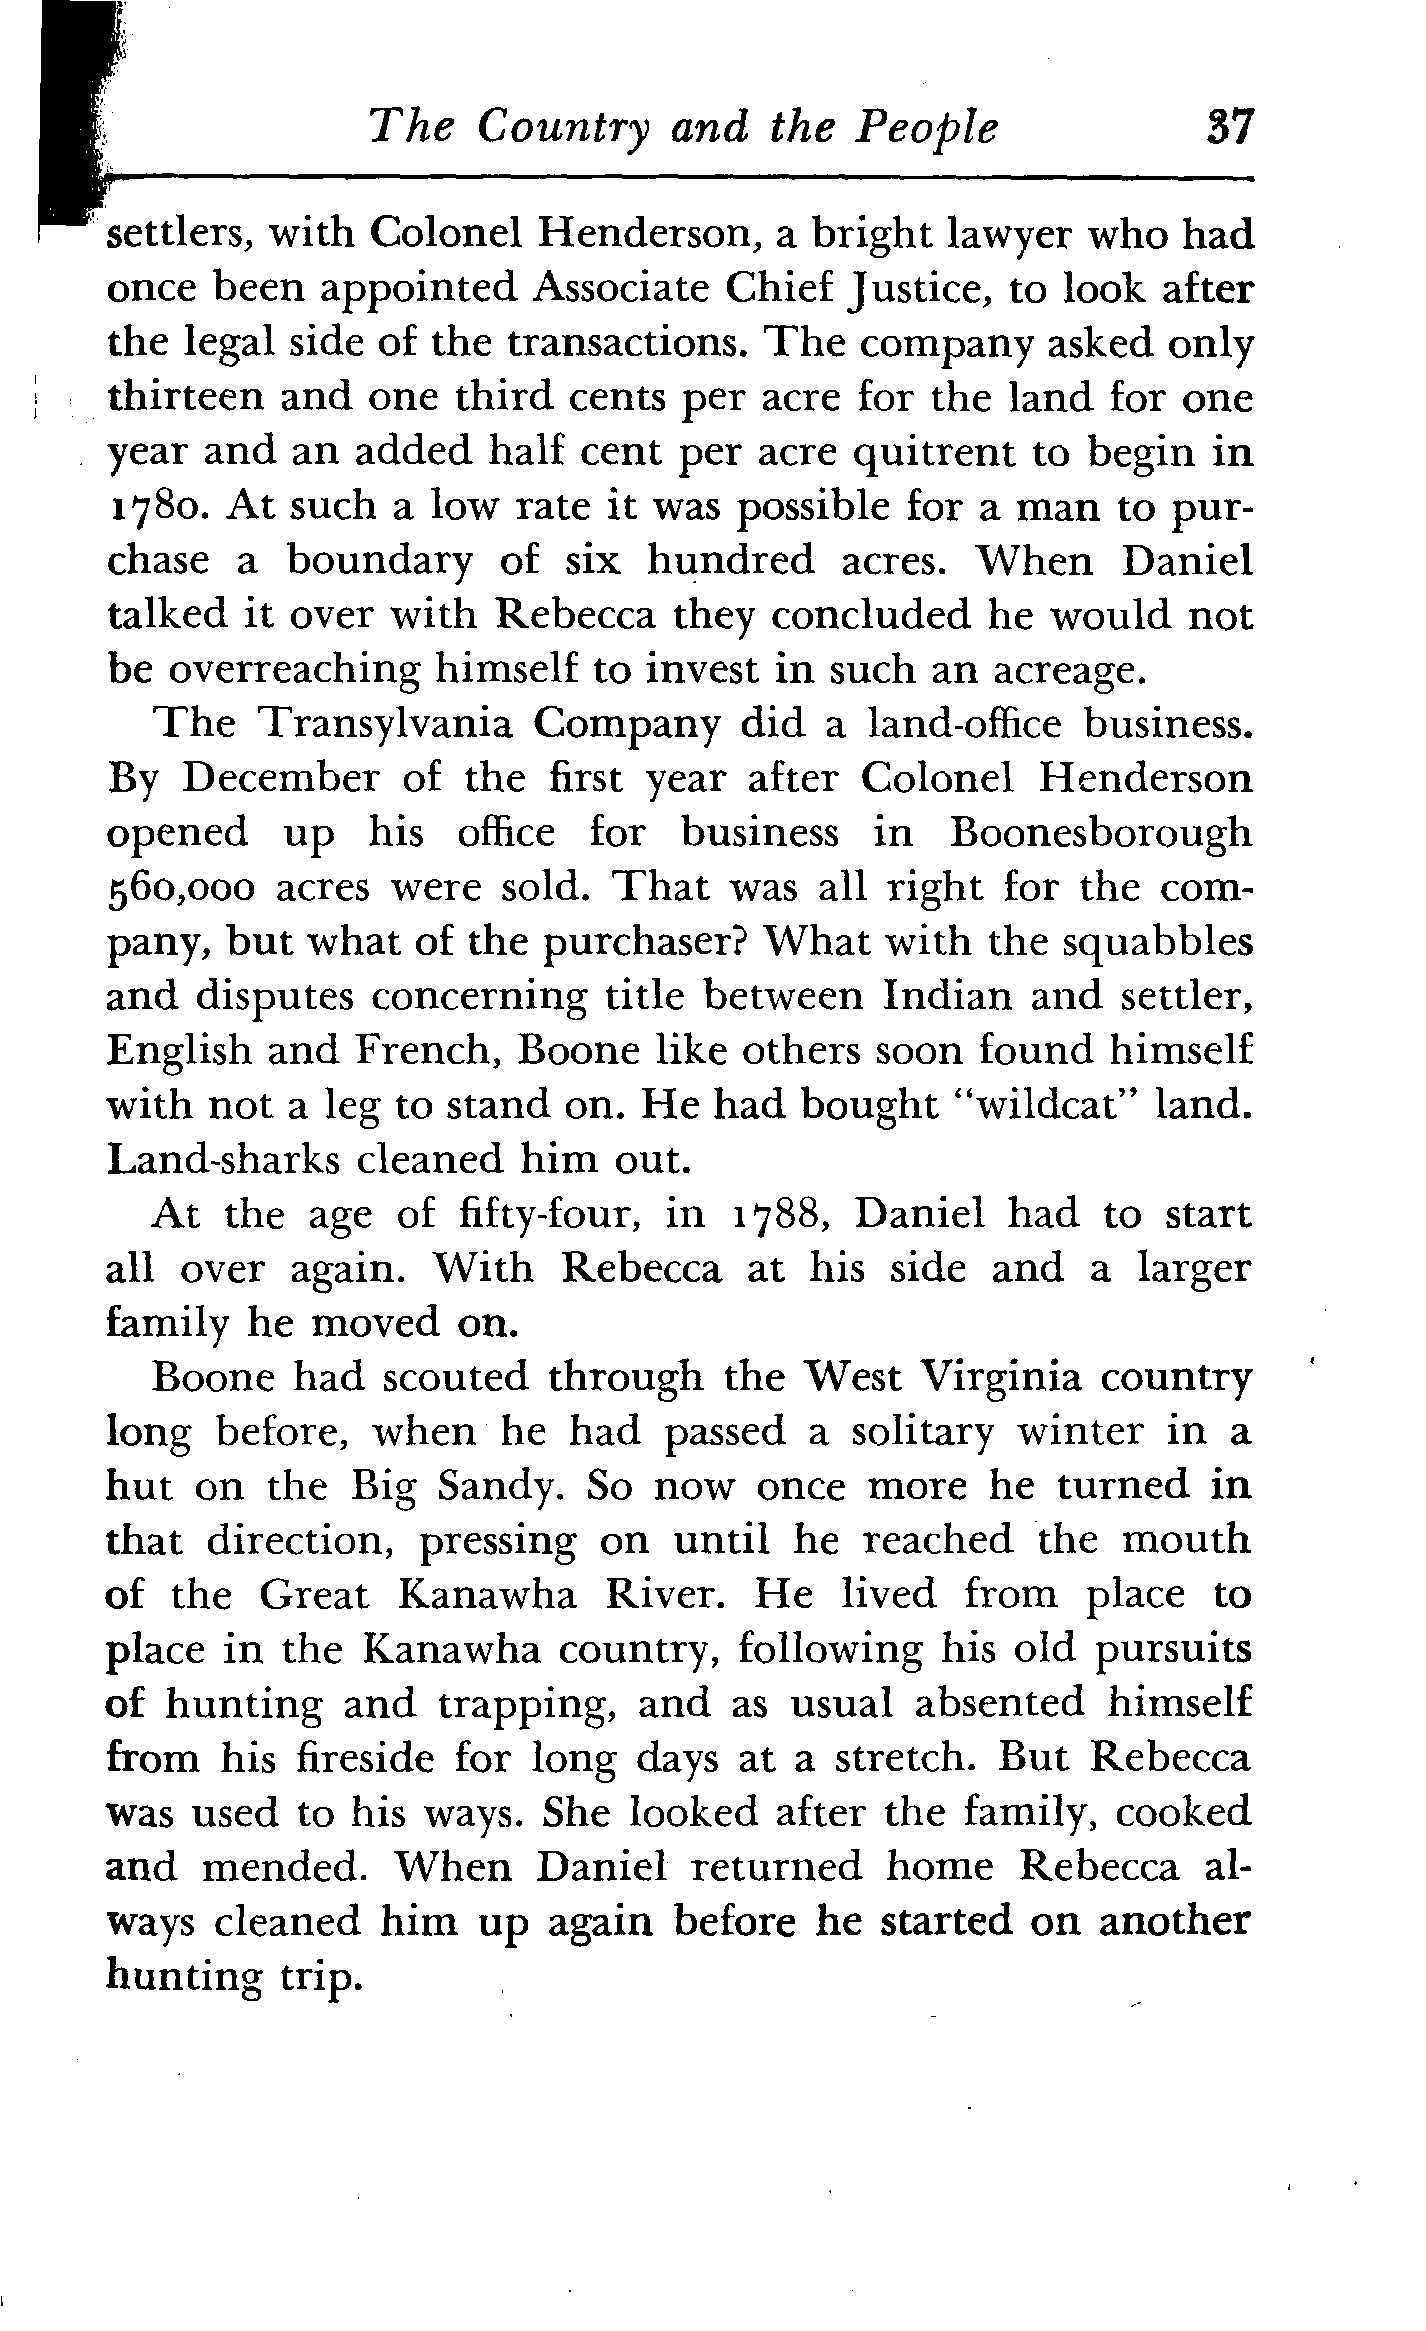 The Country and the People 37
settlers, with Colonel Henderson, a bright lawyer who had
once been appointed Associate Chief Justice, to look after
the legal side of the transactions. The company asked only
thirteen and one third cents per acre for the land for one
year and an added half cent per acre quitrent to begin in
1780. At such a low rate it was possible for a man to pur-
chase a boundary of six hundred acres. When Daniel
talked it over with Rebecca they concluded he would not
be overreaching himself to invest in such an acreage.
The Transylvania Company did a land-office business.
By December of the first year after Colonel Henderson
opened up his office for business in Boonesborough
560,000 acres were sold. That was all right for the com-
pany, but what of the purchaser? What with the squabbles
and disputes concerning title between Indian and settler,
English and French, Boone like others soon found himself
with not a leg to stand on. He had bought “wildcat” land.
Land-sharks cleaned him out.
At the age of fifty-four, in 1788, Daniel had to start
all over again. With Rebecca at his side and a larger
family he moved on.
Boone had scouted through the West Virginia country
long before, when he had passed a solitary winter in a
hut on the Big Sandy. So now once more he turned in
that direction, pressing on until he reached the mouth
of the Great Kanawha River. He lived from place to
place in the Kanawha country, following his old pursuits
of hunting and trapping, and as usual absented himself
from his fireside for long days at a stretch. But Rebecca
was used to his ways. She looked after the family, cooked
and mended. When Daniel returned home Rebecca al-
ways cleaned him up again before he started on another
hunting trip.